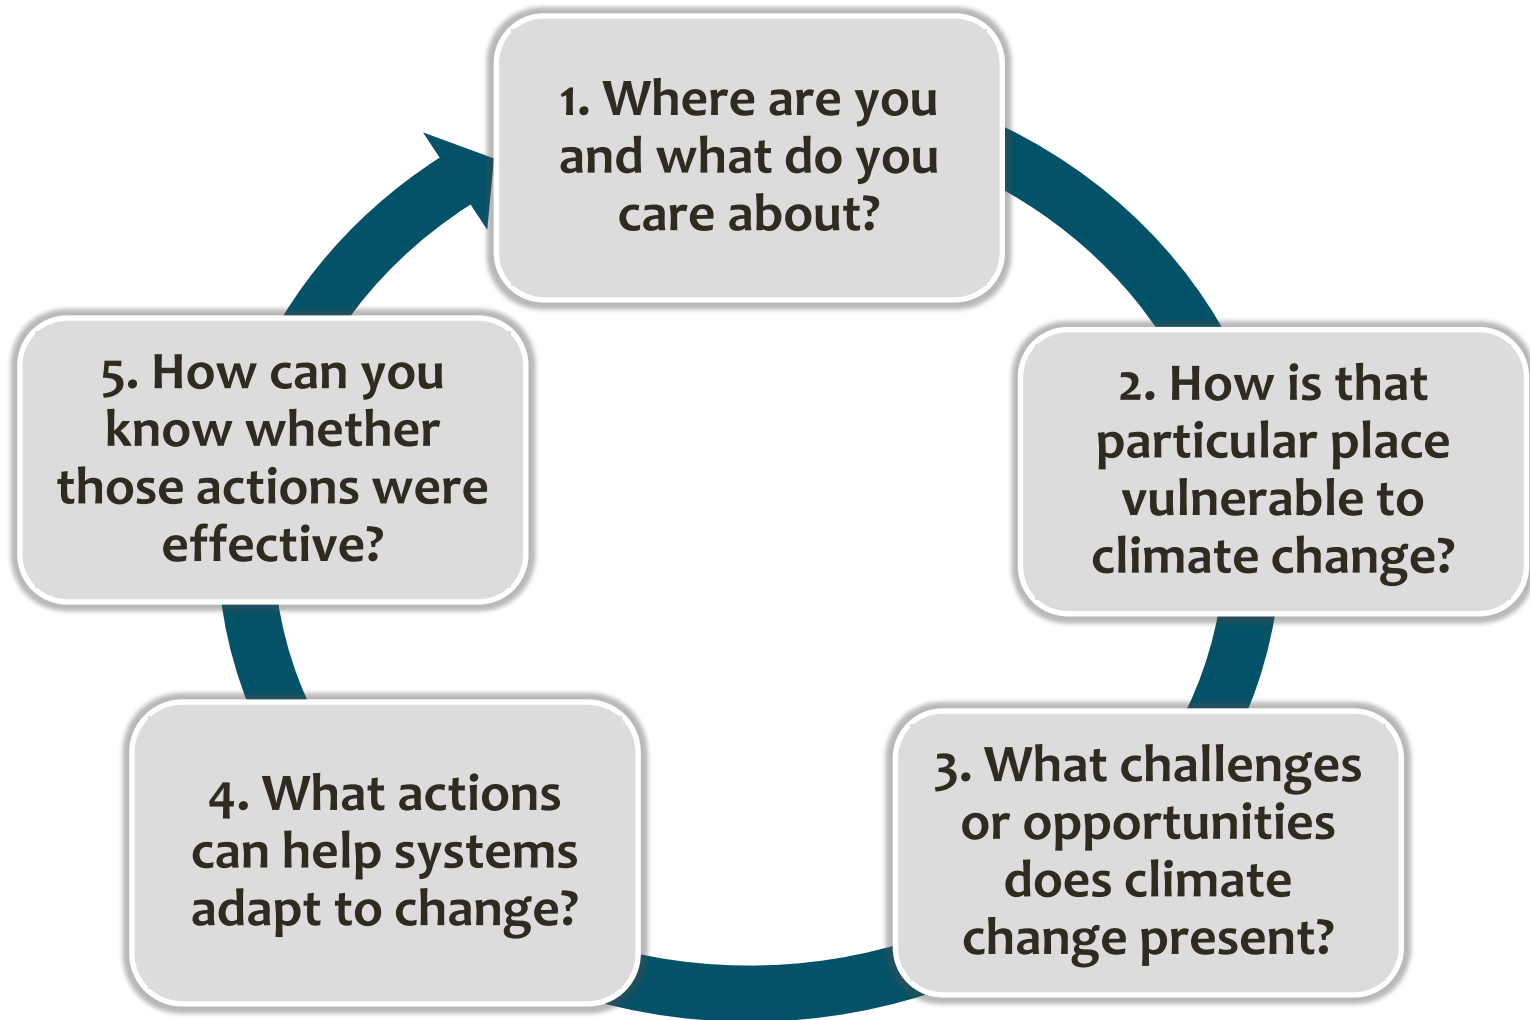 1. Where are you
and what do you
care about?
2. How is that
particular place
vulnerable to
climate change?
3. What challenges
or opportunities
does climate
change present?
4. What actions
can help systems
adapt to change?
5. How can you
know whether
those actions were
effective?